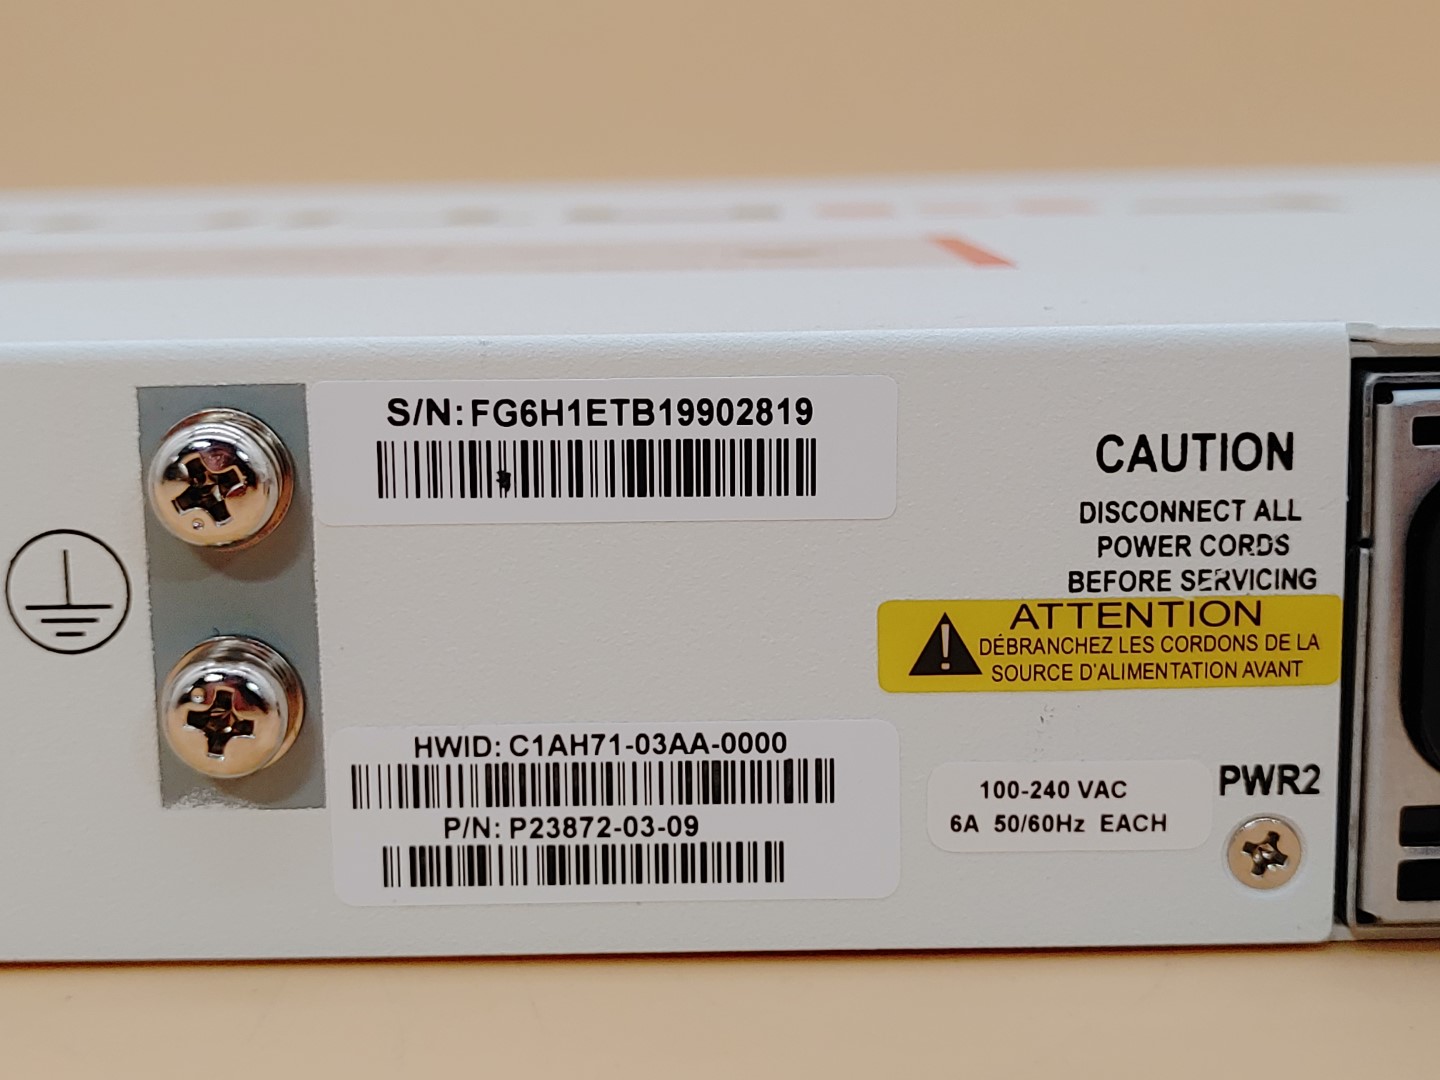 S/N: FG6H1ETB19902819
CAUTION
DISCONNECT ALL
POWER CORDS
BEFORE SERVICING
ATTENTION
DÉBRANCHEZ LES CORDONS DE LA
SOURCE D'ALIMENTATION AVANT
HWID: C1AH71-03AA-0000
P/N: P23872-03-09
100-240 VAC
6A 50/60Hz EACH
PWR2